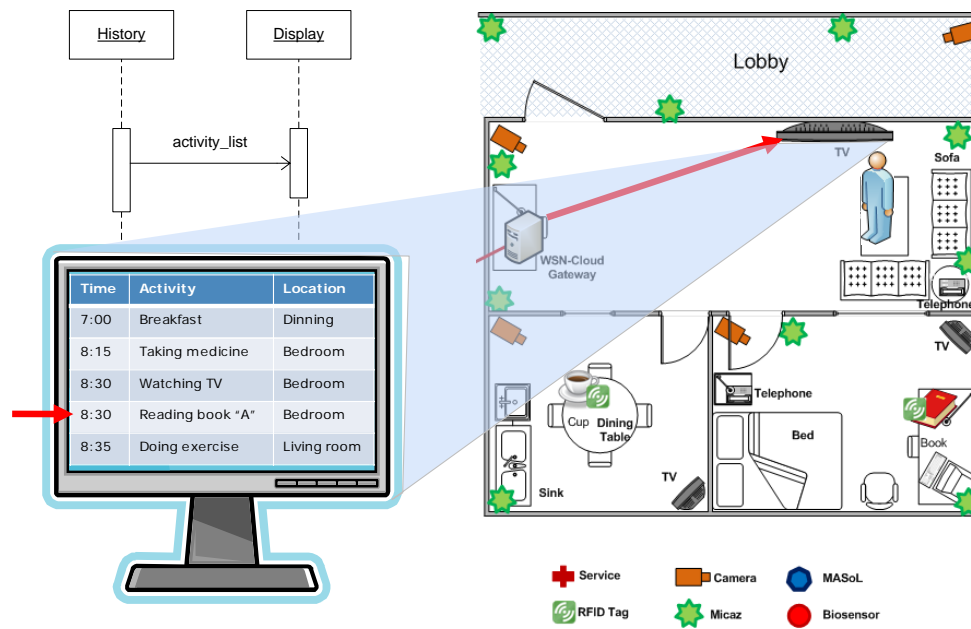 History
Display
activity_list
Time Activity Location
7:00 Breakfast Dinning
8:15 Taking medicine Bedroom
8:30 Watching TV Bedroom
8:30 Reading book “A” Bedroom
8:35 Doing exercise Living room
Lobby
TV
Sofa
WSN-Cloud
Gateway
Telephone
TV
Telephone
Cup
Dining
Table
Bed
Book
Sink
TV
Service
Camera
MASoL
RFID Tag
Micaz
Biosensor